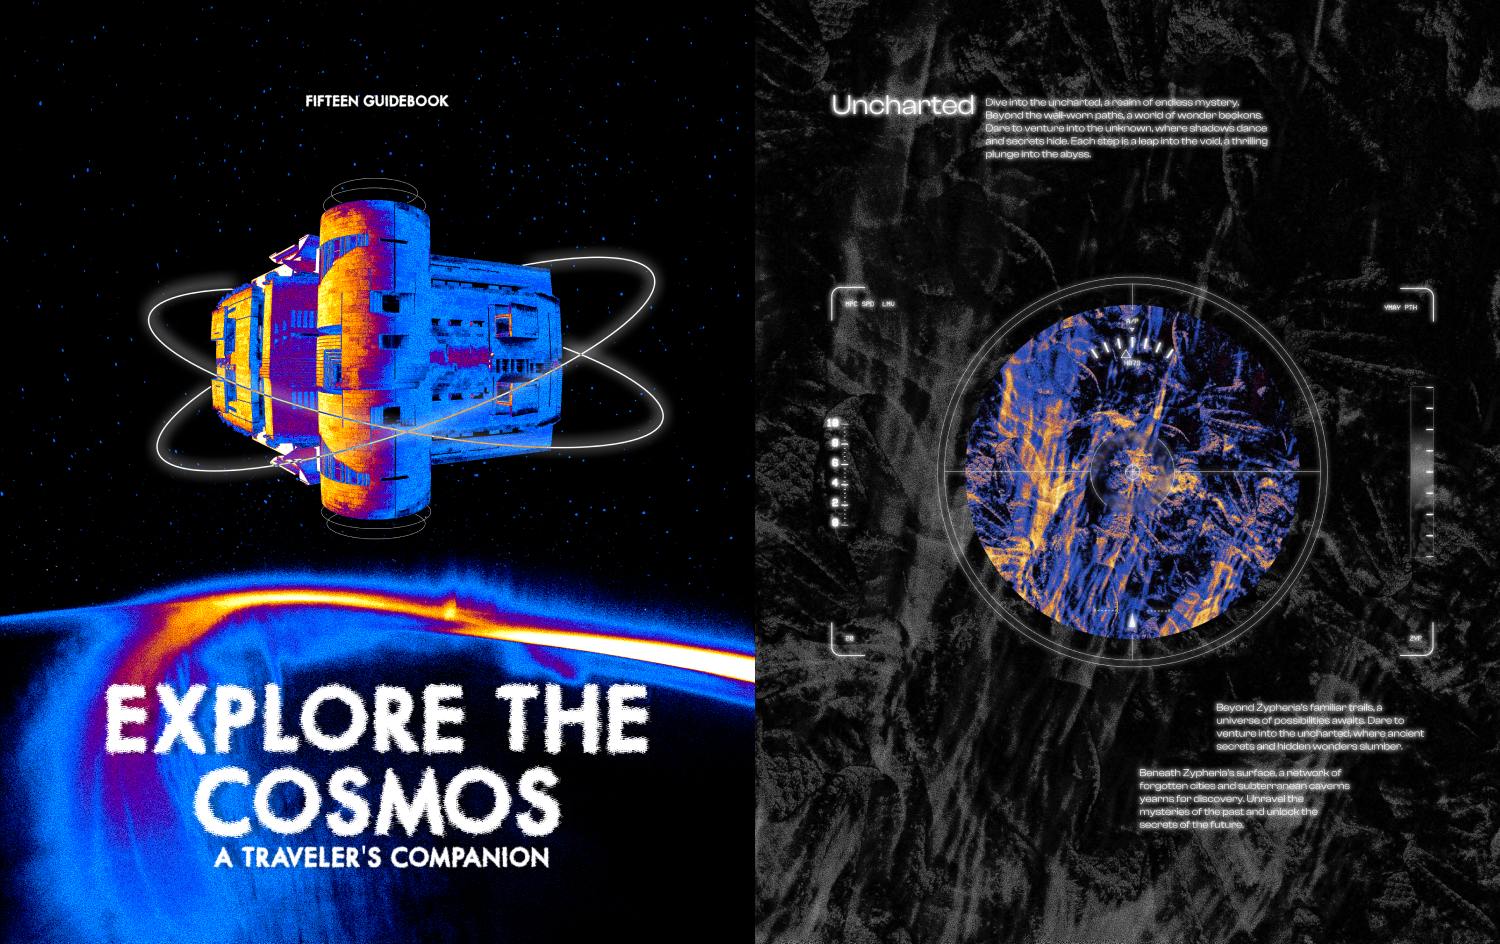 FIFTEEN GUIDEBOOK
EXPLORE THE
COSMOS
A TRAVELER'S COMPANION
Uncharted
Dive into the uncharted, a realm of endless mystery.
Beyond the well-worn paths, a world of wonder beckons.
Dare to venture into the unknown, where shadows dance
and secrets hide. Each step is a leap into the void, a thrilling
plunge into the abyss.
MPC SPD LMV
VMAY PTH
A/P
10
8
6
4
2
0
20
ZYP
Beyond Zypheria's familiar trails, a
universe of possibilities awaits. Dare to
venture into the uncharted, where ancient
secrets and hidden wonders slumber.
Beneath Zypheria's surface, a network of
forgotten cities and subterranean caverns
yearns for discovery. Unravel the
mysteries of the past and unlock the
secrets of the future.